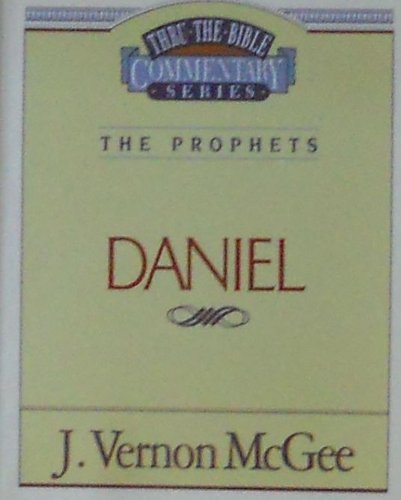 THRU·THE·BIBLE
COMMENTARY
SERIES
THE PROPHETS
DANIEL
J. Vernon McGee